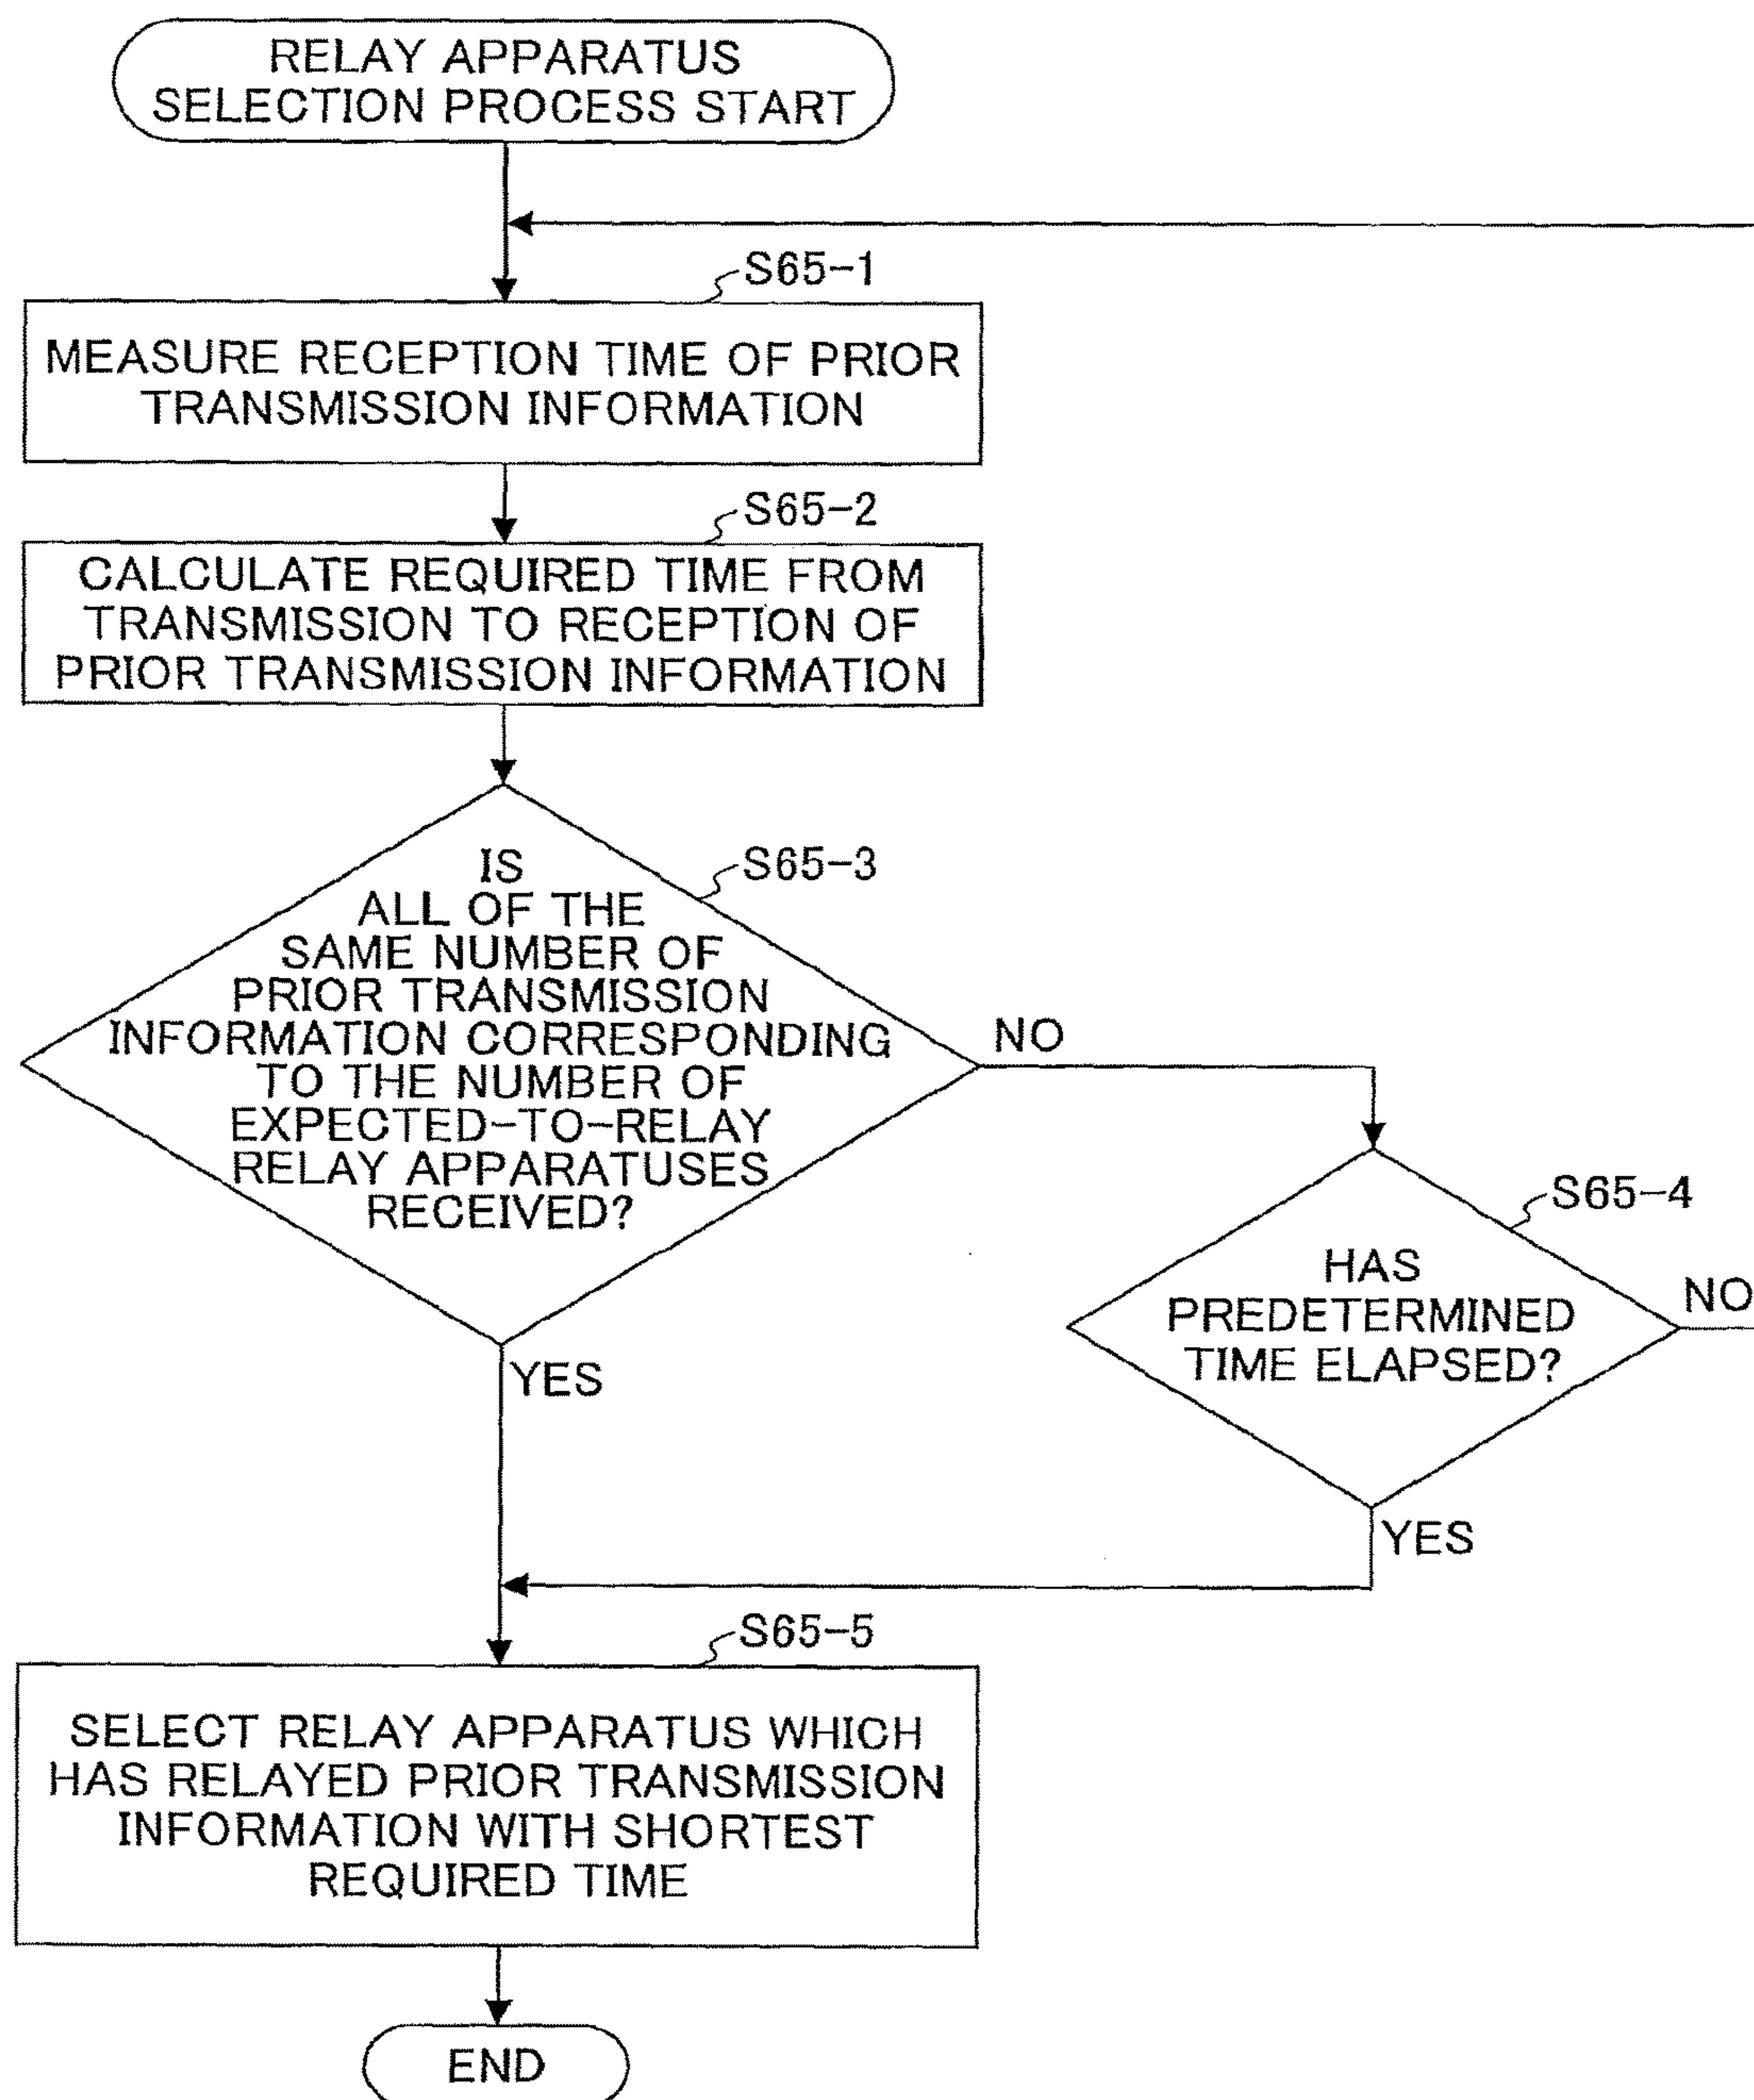 RELAY APPARATUS
SELECTION PROCESS START
S65-1
MEASURE RECEPTION TIME OF PRIOR
TRANSMISSION INFORMATION
S65-2
CALCULATE REQUIRED TIME FROM
TRANSMISSION TO RECEPTION OF
PRIOR TRANSMISSION INFORMATION
S65-3
IS
ALL OF THE
SAME NUMBER OF
PRIOR TRANSMISSION
INFORMATION CORRESPONDING
TO THE NUMBER OF
EXPECTED-TO-RELAY
RELAY APPARATUSES
RECEIVED?
NO
YES
S65-4
HAS
PREDETERMINED
TIME ELAPSED?
NO
YES
S65-5
SELECT RELAY APPARATUS WHICH
HAS RELAYED PRIOR TRANSMISSION
INFORMATION WITH SHORTEST
REQUIRED TIME
END